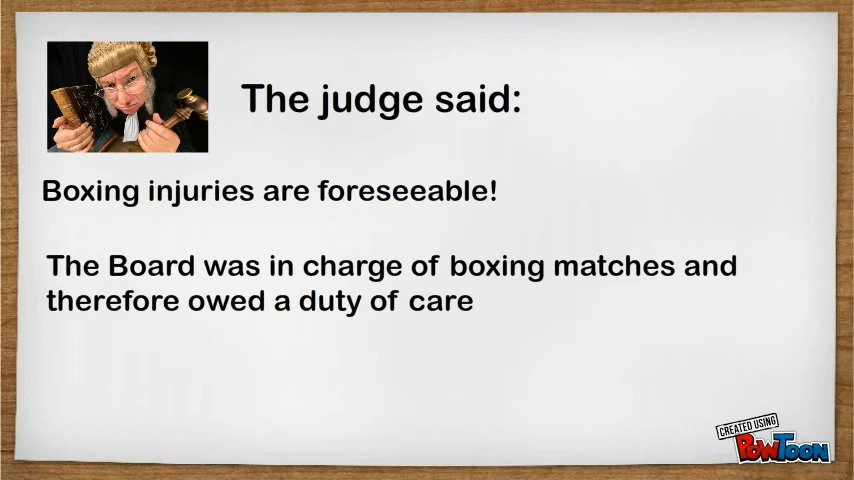 The judge said:
Boxing injuries are foreseeable!
The Board was in charge of boxing matches and
therefore owed a duty of care
CREATED USING
POWTOON